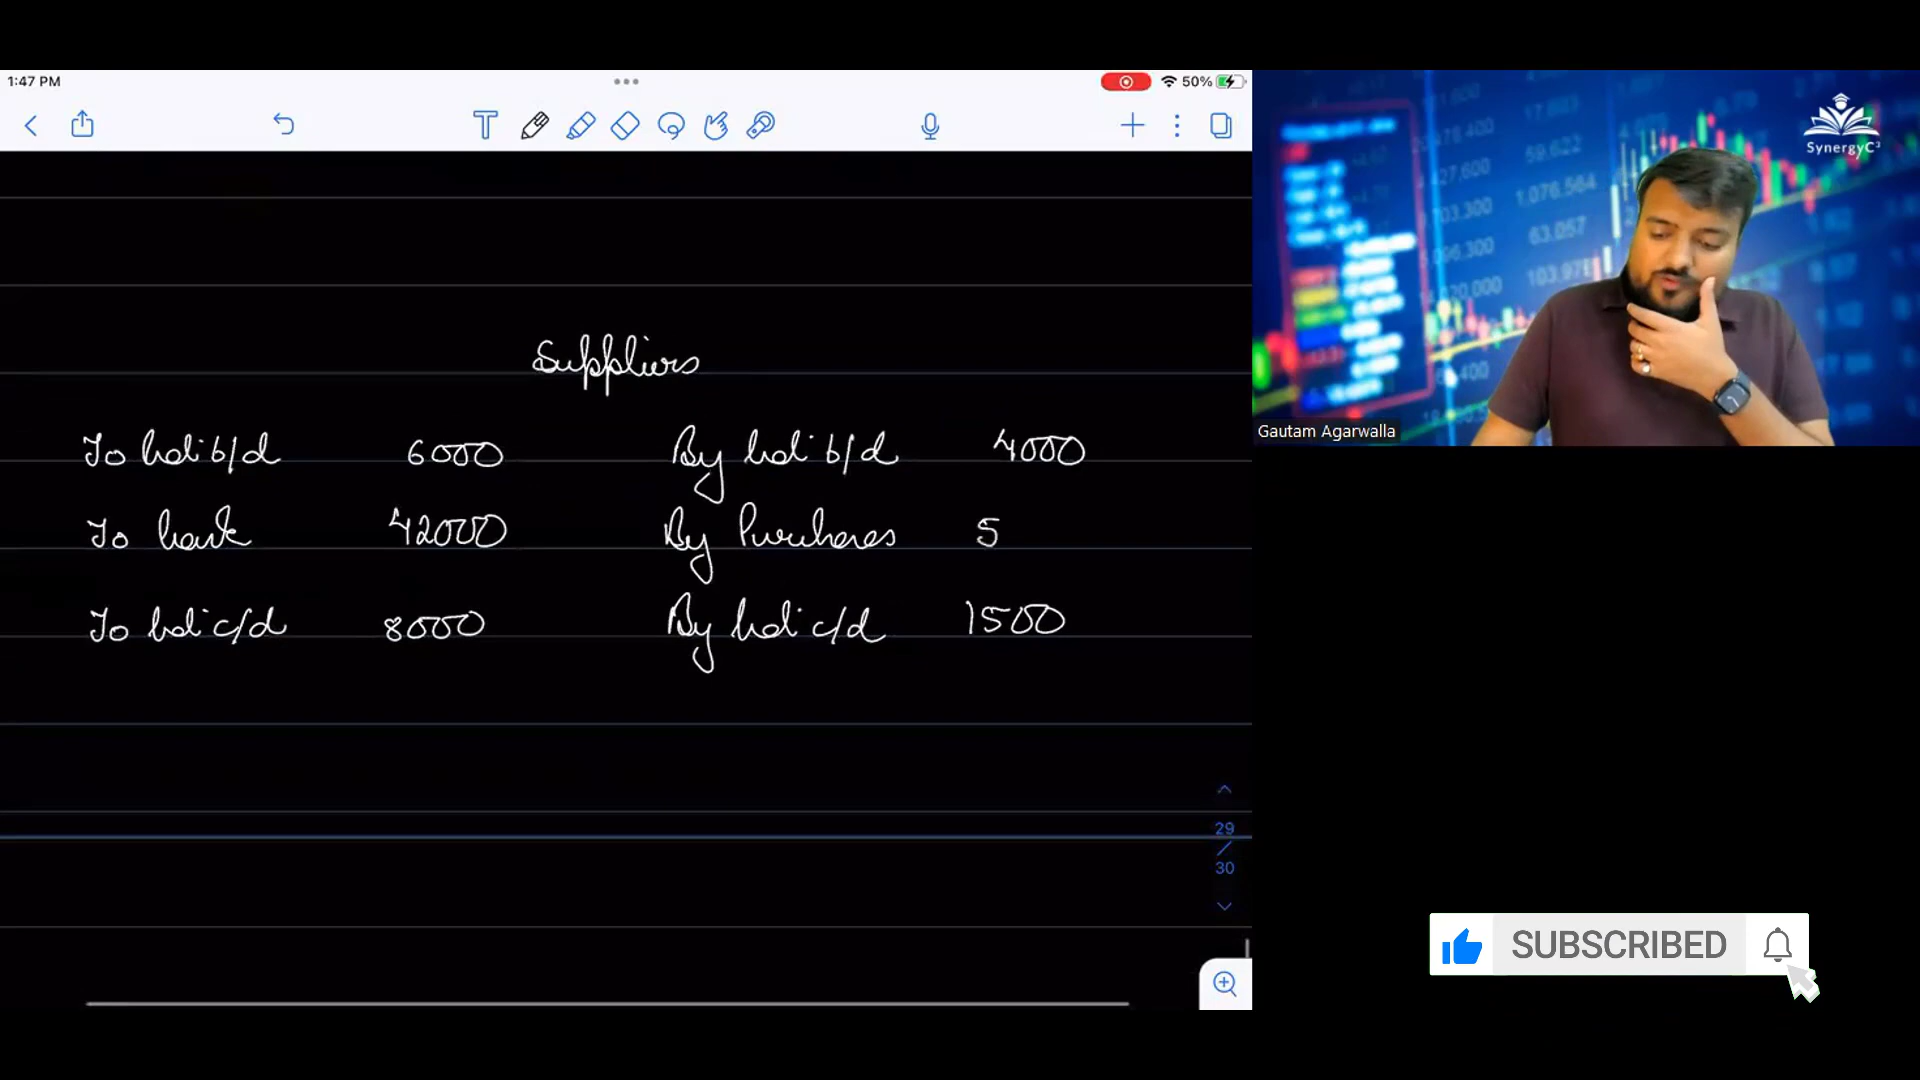 1:47 PM
50%
SynergyC³
Suppliers
To bal b/d 6000 By bal b/d 4000
To bank 42000 By Purchases 5
To bal c/d 8000 By bal c/d 1500
Gautam Agarwalla
29
/
30
SUBSCRIBED